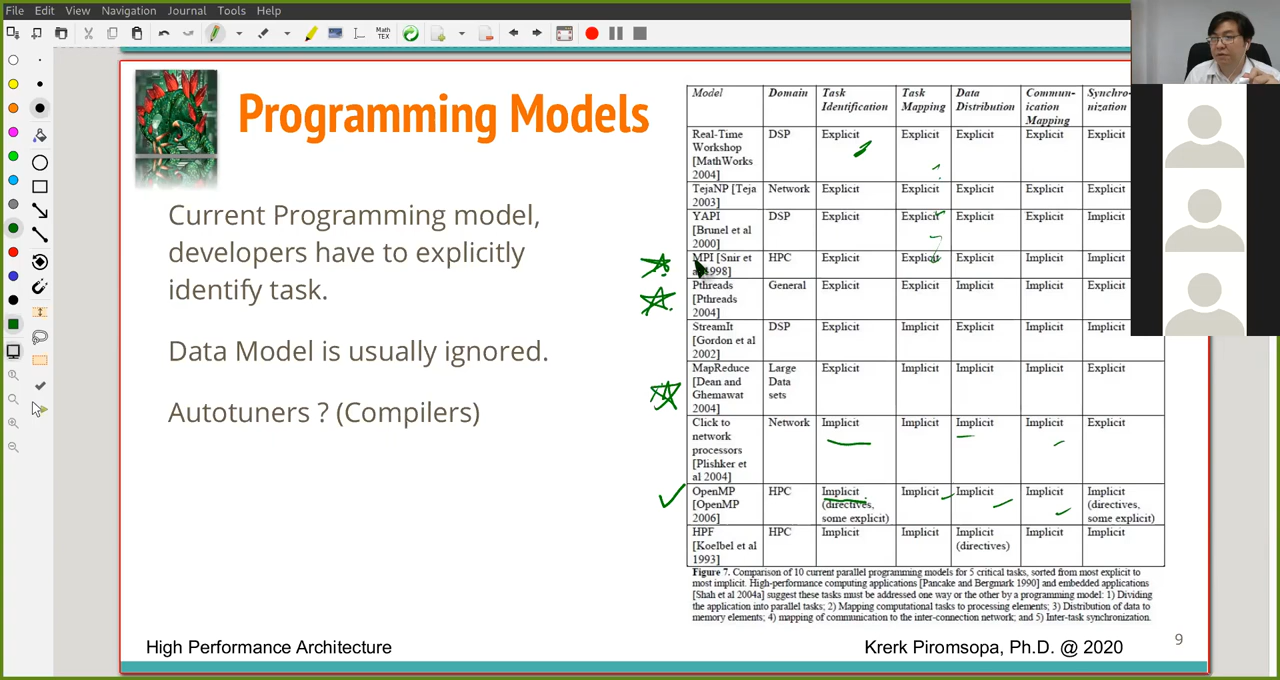 File Edit View Navigation Journal Tools Help
Math
TEX
Programming Models
Current Programming model,
developers have to explicitly
identify task.
Data Model is usually ignored.
Autotuners ? (Compilers)
Model Domain Task Identification Task Mapping Data Distribution Commun-ication Mapping Synchro-nization
Real-Time Workshop [MathWorks 2004] DSP Explicit Explicit Explicit Explicit Explicit
TejaNP [Teja 2003] Network Explicit Explicit Explicit Explicit Explicit
YAPI [Brunel et al 2000] DSP Explicit Explicit Explicit Explicit Implicit
MPI [Snir et al 1998] HPC Explicit Explicit Explicit Implicit Implicit
Pthreads [Pthreads 2004] General Explicit Explicit Implicit Implicit Explicit
StreamIt [Gordon et al 2002] DSP Explicit Implicit Explicit Implicit Implicit
MapReduce [Dean and Ghemawat 2004] Large Data sets Explicit Implicit Implicit Implicit Explicit
Click to network processors [Plishker et al 2004] Network Implicit Implicit Implicit Implicit Explicit
OpenMP [OpenMP 2006] HPC Implicit (directives, some explicit) Implicit Implicit Implicit Implicit (directives, some explicit)
HPF [Koelbel et al 1993] HPC Implicit Implicit Implicit (directives) Implicit Implicit
Figure 7. Comparison of 10 current parallel programming models for 5 critical tasks, sorted from most explicit to
most implicit. High-performance computing applications [Pancake and Bergmark 1990] and embedded applications
[Shah et al 2004a] suggest these tasks must be addressed one way or the other by a programming model: 1) Dividing
the application into parallel tasks; 2) Mapping computational tasks to processing elements; 3) Distribution of data to
memory elements; 4) mapping of communication to the inter-connection network; and 5) Inter-task synchronization.
High Performance Architecture
Krerk Piromsopa, Ph.D. @ 2020
9